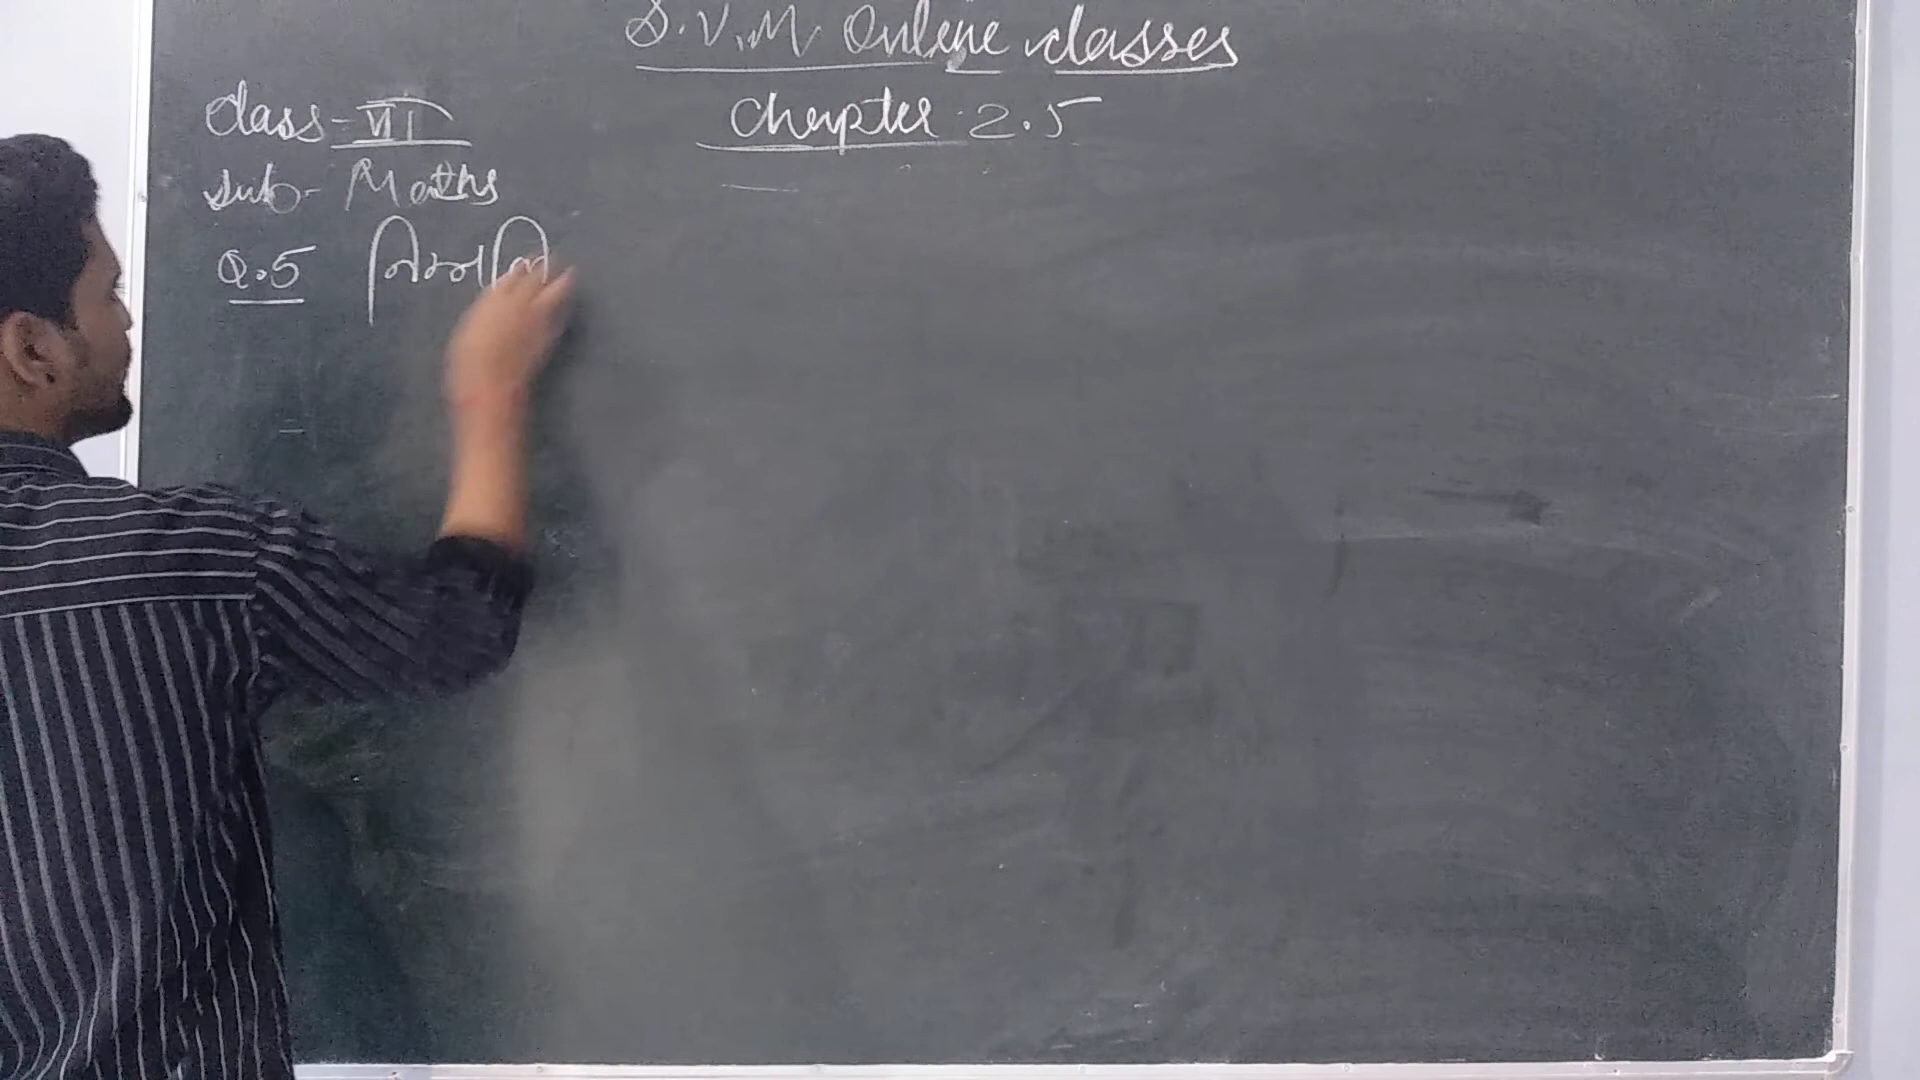 S.V.M Online classes
Class-VII
Chapter 2.5
Sub- Maths
Q.5